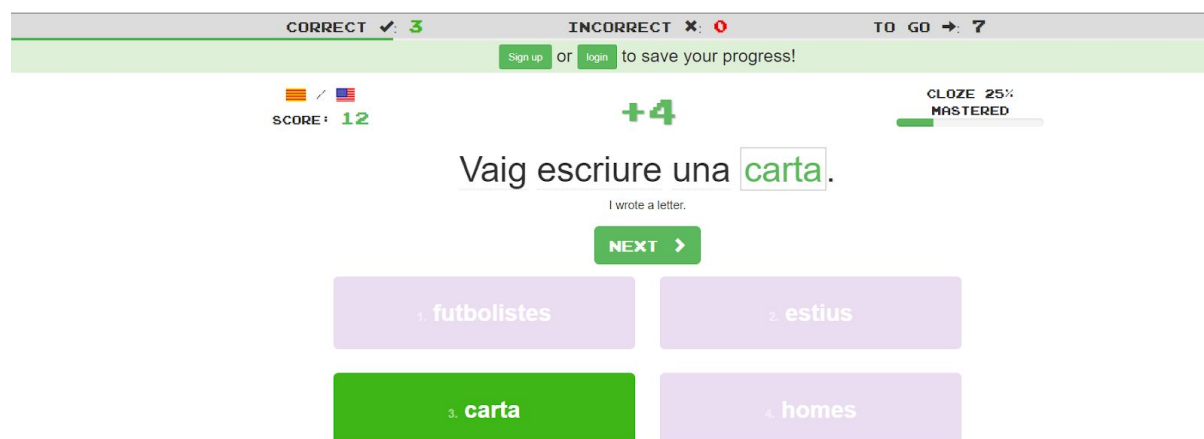 CORRECT ✔: 3 INCORRECT ✖: 0 TO GO ➔: 7
Sign up or login to save your progress!
/
SCORE: 12
+4
CLOZE 25%
MASTERED
Vaig escriure una carta.
I wrote a letter.
NEXT >
1. futbolistes
2. estius
3. carta
4. homes